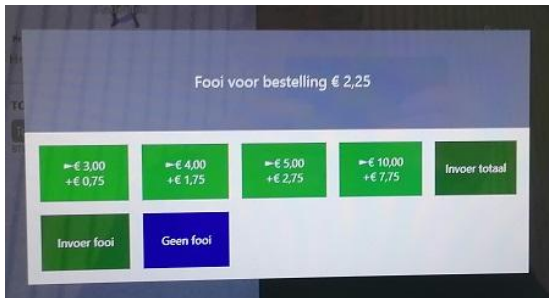 Fooi voor bestelling € 2,25
►€ 3,00
+€ 0,75
►€ 4,00
+€ 1,75
►€ 5,00
+€ 2,75
►€ 10,00
+€ 7,75
Invoer totaal
Invoer fooi
Geen fooi